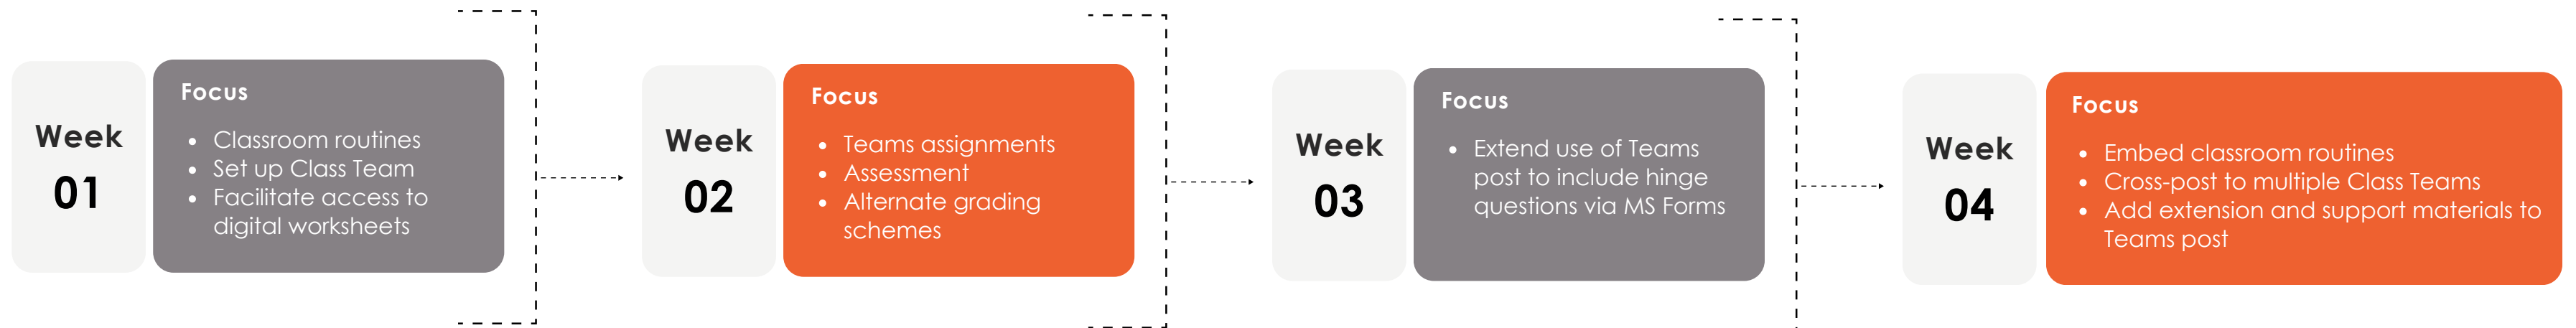 Week
01
Focus
• Classroom routines
• Set up Class Team
• Facilitate access to
digital worksheets
Week
02
Focus
• Teams assignments
• Assessment
• Alternate grading
schemes
Week
03
Focus
• Extend use of Teams
post to include hinge
questions via MS Forms
Week
04
Focus
• Embed classroom routines
• Cross-post to multiple Class Teams
• Add extension and support materials to
Teams post